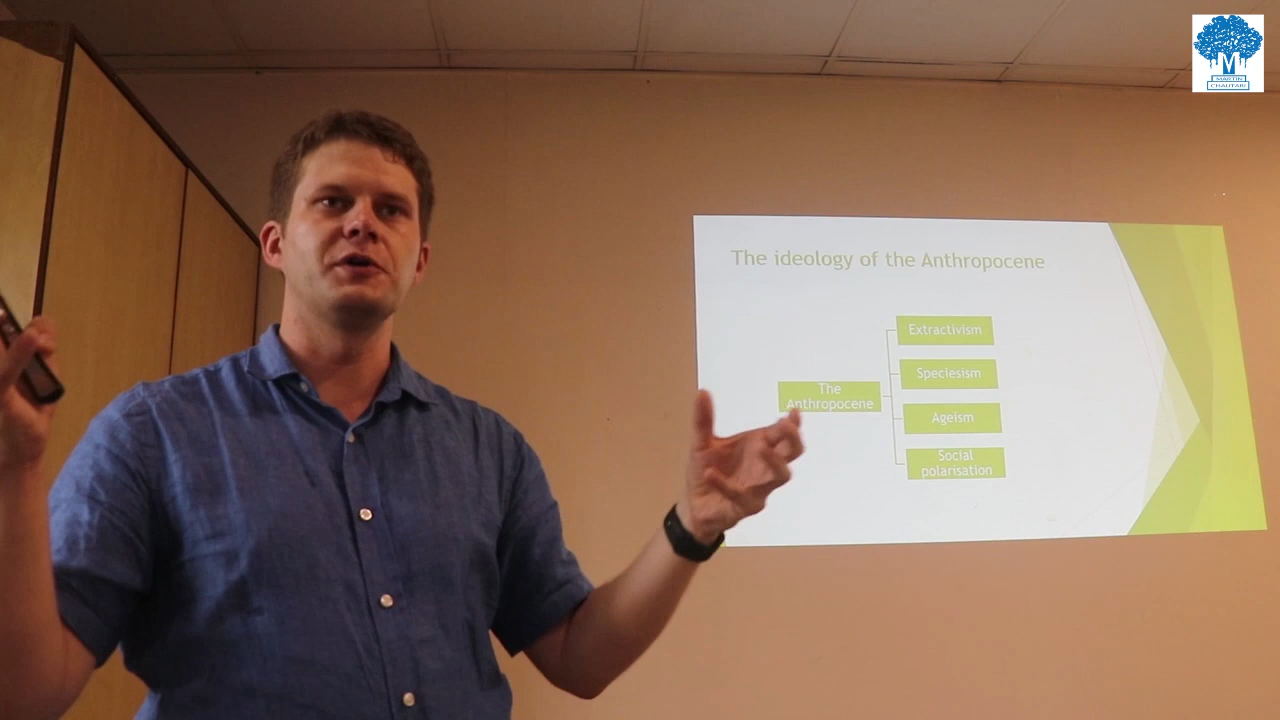 M
MARTIN
CHAUTARI
The ideology of the Anthropocene
The
Anthropocene
Extractivism
Speciesism
Ageism
Social
polarisation